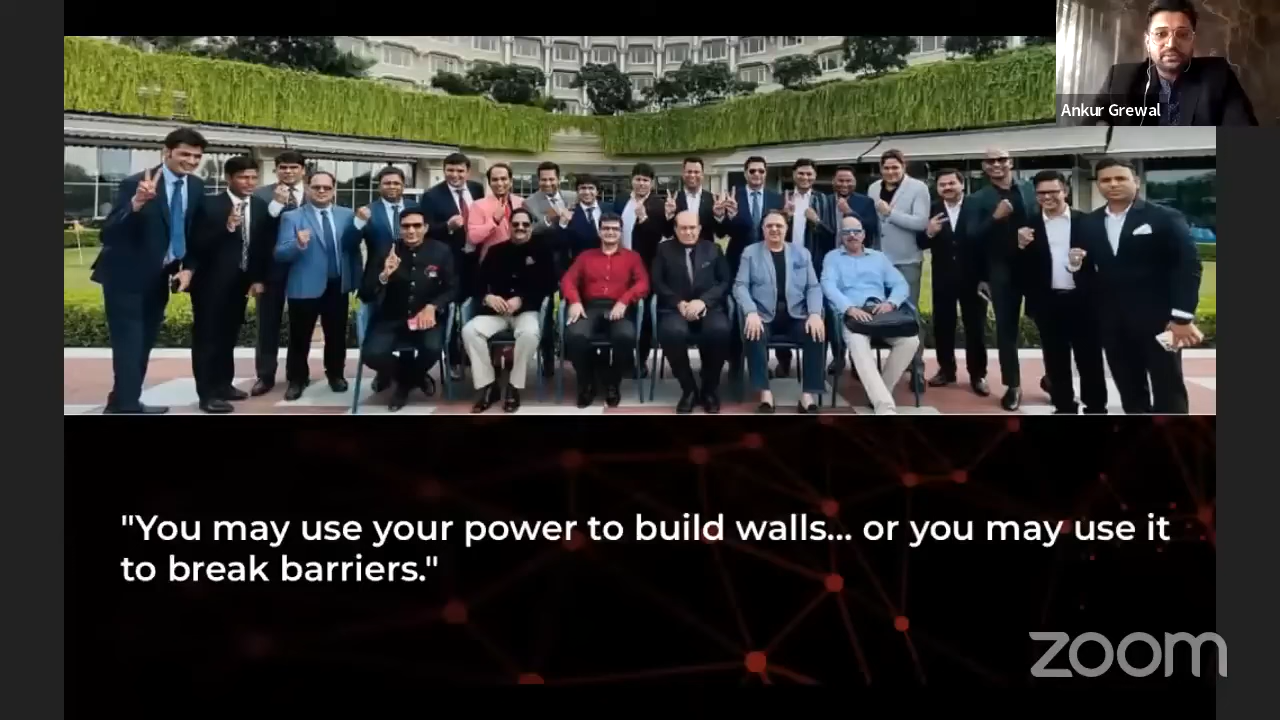 Ankur Grewal
"You may use your power to build walls... or you may use it
to break barriers."
zoom